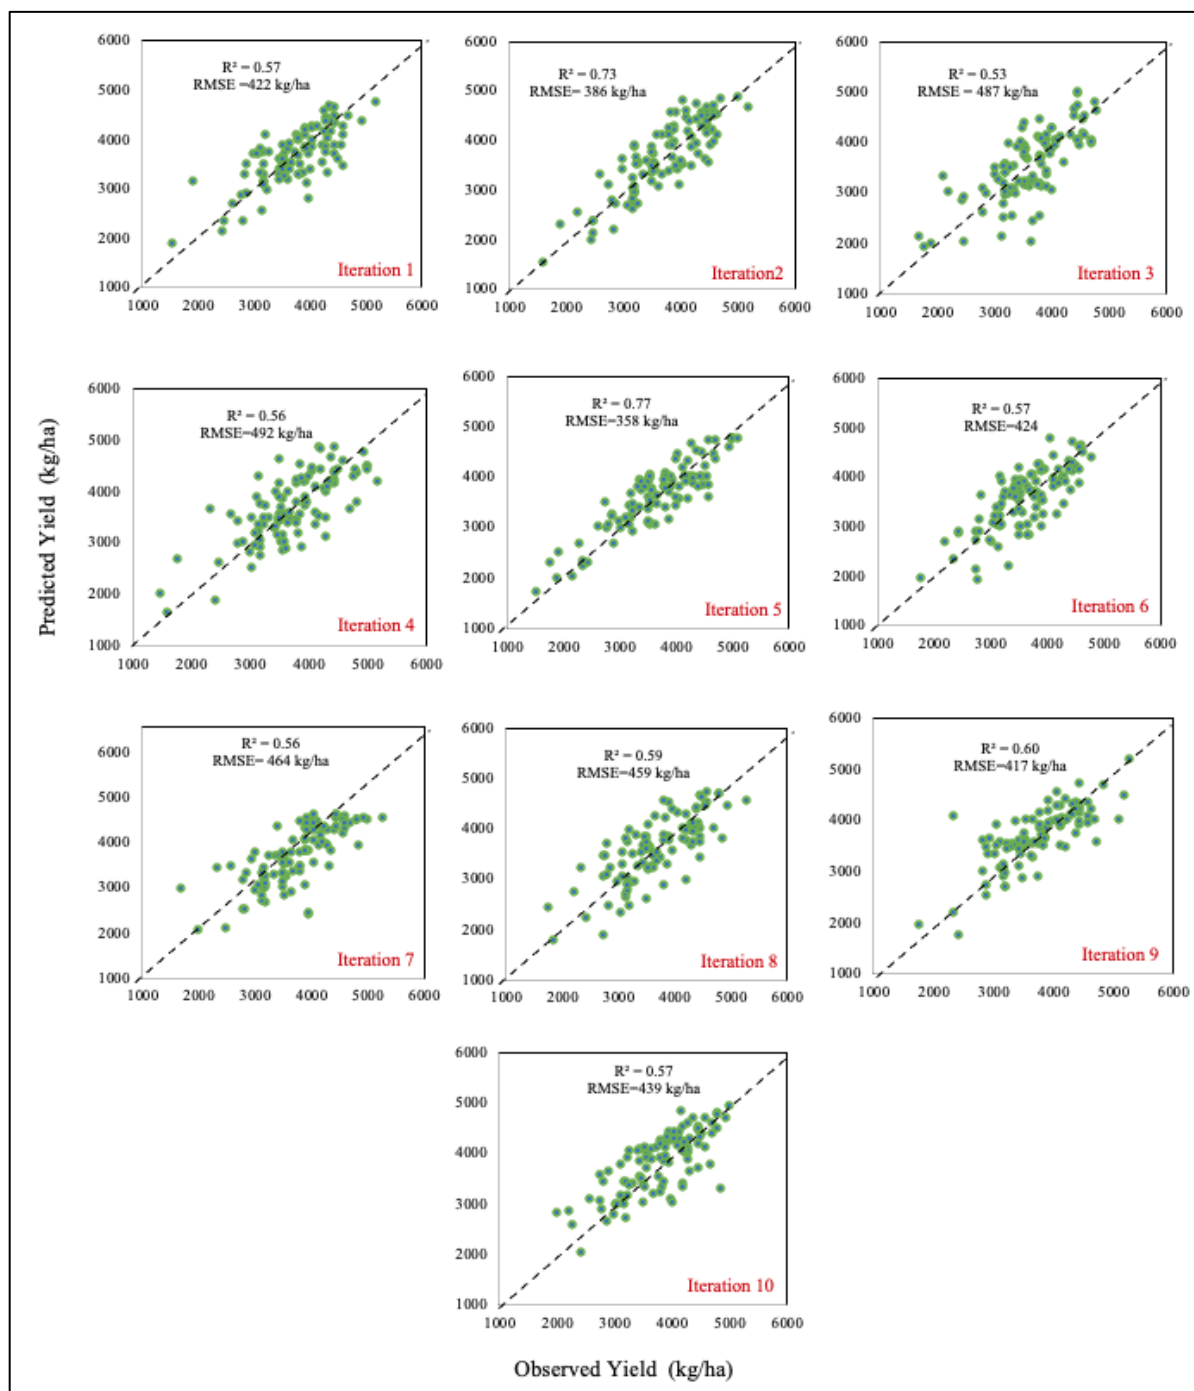 6000
5000
4000
3000
2000
1000
1000 2000 3000 4000 5000 6000
R² = 0.57
RMSE =422 kg/ha
Iteration 1
6000
5000
4000
3000
2000
1000
1000 2000 3000 4000 5000 6000
R² = 0.73
RMSE= 386 kg/ha
Iteration2
6000
5000
4000
3000
2000
1000
1000 2000 3000 4000 5000 6000
R² = 0.53
RMSE = 487 kg/ha
Iteration 3
Predicted Yield (kg/ha)
6000
5000
4000
3000
2000
1000
1000 2000 3000 4000 5000 6000
R² = 0.56
RMSE=492 kg/ha
Iteration 4
6000
5000
4000
3000
2000
1000
1000 2000 3000 4000 5000 6000
R² = 0.77
RMSE=358 kg/ha
Iteration 5
6000
5000
4000
3000
2000
1000
1000 2000 3000 4000 5000 6000
R² = 0.57
RMSE=424
Iteration 6
6000
5000
4000
3000
2000
1000
1000 2000 3000 4000 5000 6000
R² = 0.56
RMSE= 464 kg/ha
Iteration 7
6000
5000
4000
3000
2000
1000
1000 2000 3000 4000 5000 6000
R² = 0.59
RMSE=459 kg/ha
Iteration 8
6000
5000
4000
3000
2000
1000
1000 2000 3000 4000 5000 6000
R² = 0.60
RMSE=417 kg/ha
Iteration 9
6000
5000
4000
3000
2000
1000
1000 2000 3000 4000 5000 6000
R² = 0.57
RMSE=439 kg/ha
Iteration 10
Observed Yield (kg/ha)